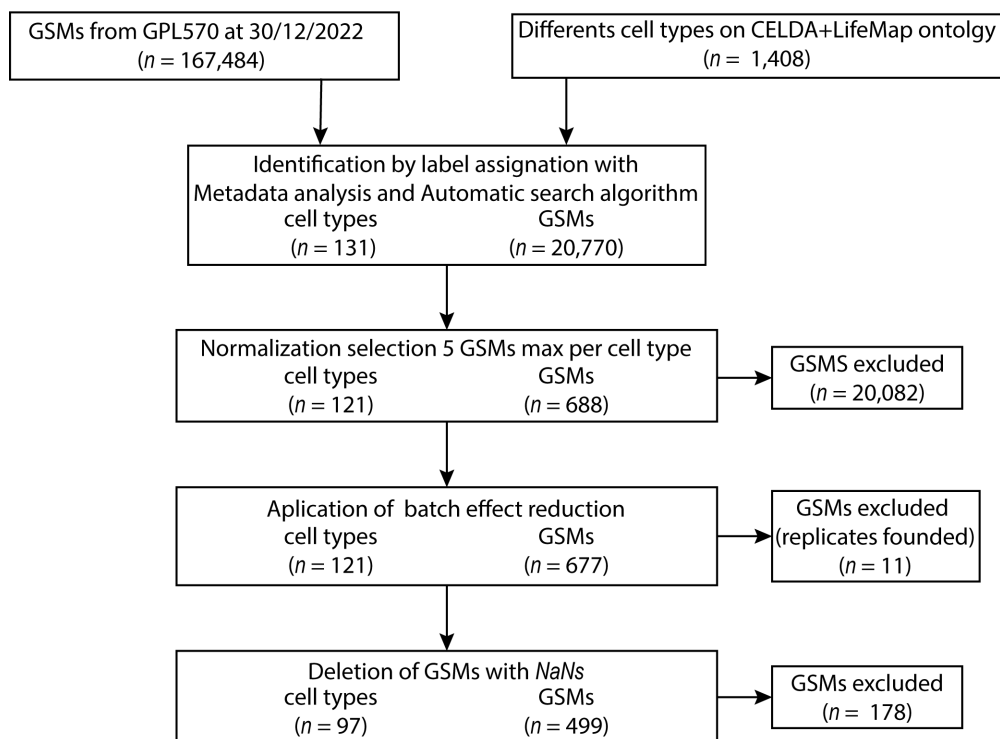 GSMs from GPL570 at 30/12/2022
(n = 167,484)
Differents cell types on CELDA+LifeMap ontolgy
(n = 1,408)
Identification by label assignation with
Metadata analysis and Automatic search algorithm
cell types GSMs
(n = 131) (n = 20,770)
Normalization selection 5 GSMs max per cell type
cell types GSMs
(n = 121) (n = 688)
GSMS excluded
(n = 20,082)
Aplication of batch effect reduction
cell types GSMs
(n = 121) (n = 677)
GSMs excluded
(replicates founded)
(n = 11)
Deletion of GSMs with NaNs
cell types GSMs
(n = 97) (n = 499)
GSMs excluded
(n = 178)